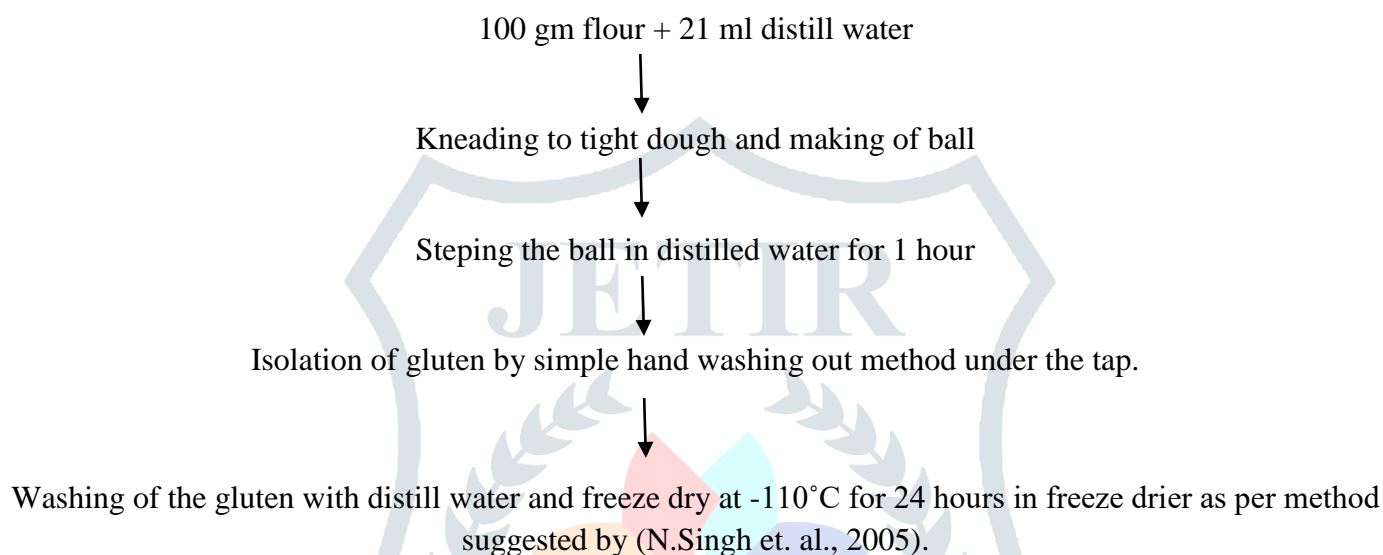 100 gm flour + 21 ml distill water
Kneading to tight dough and making of ball
Steping the ball in distilled water for 1 hour
JETIR
Isolation of gluten by simple hand washing out method under the tap.
Washing of the gluten with distill water and freeze dry at -110˚C for 24 hours in freeze drier as per method
suggested by (N.Singh et. al., 2005).